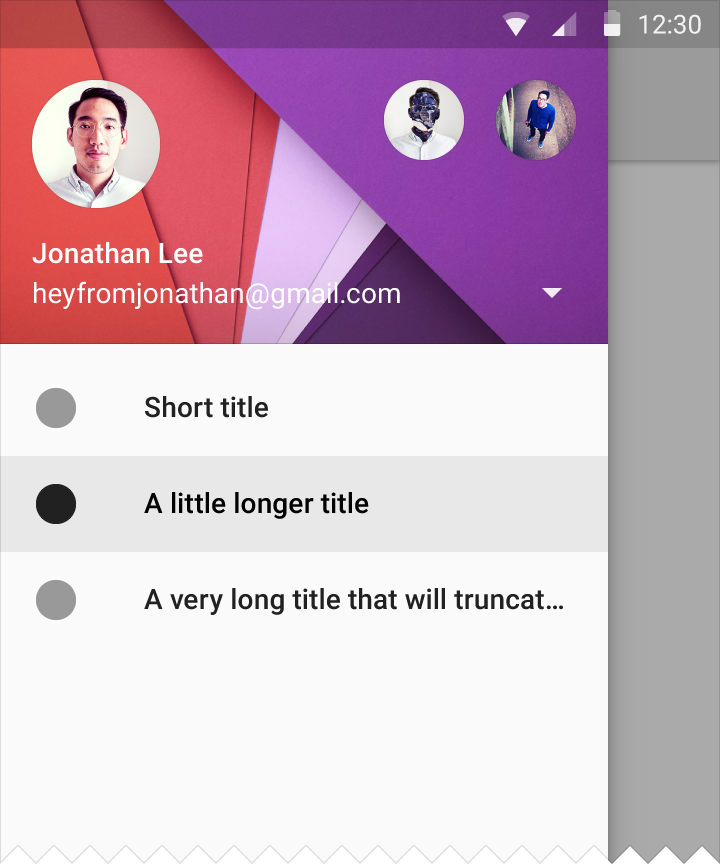 12:30
Jonathan Lee
heyfromjonathan@gmail.com
Short title
A little longer title
A very long title that will truncat…